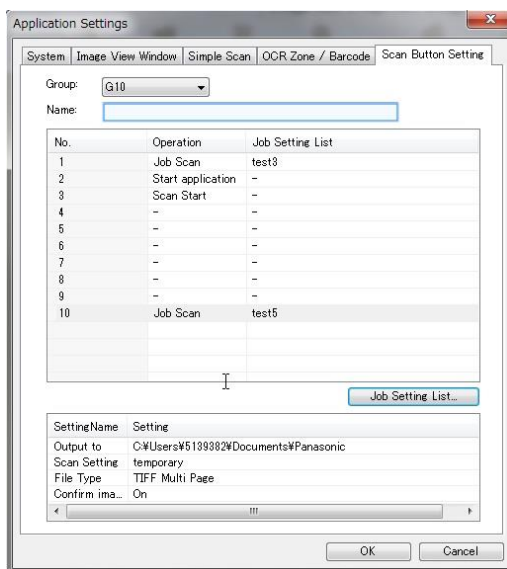 Application Settings
System Image View Window Simple Scan OCR Zone / Barcode Scan Button Setting
Group: G10
Name:
No. Operation Job Setting List
1 Job Scan test3
2 Start application -
3 Scan Start -
4 - -
5 - -
6 - -
7 - -
8 - -
9 - -
10 Job Scan test5
Job Setting List...
SettingName Setting
Output to C:¥Users¥5139382¥Documents¥Panasonic
Scan Setting temporary
File Type TIFF Multi Page
Confirm ima... On
OK Cancel